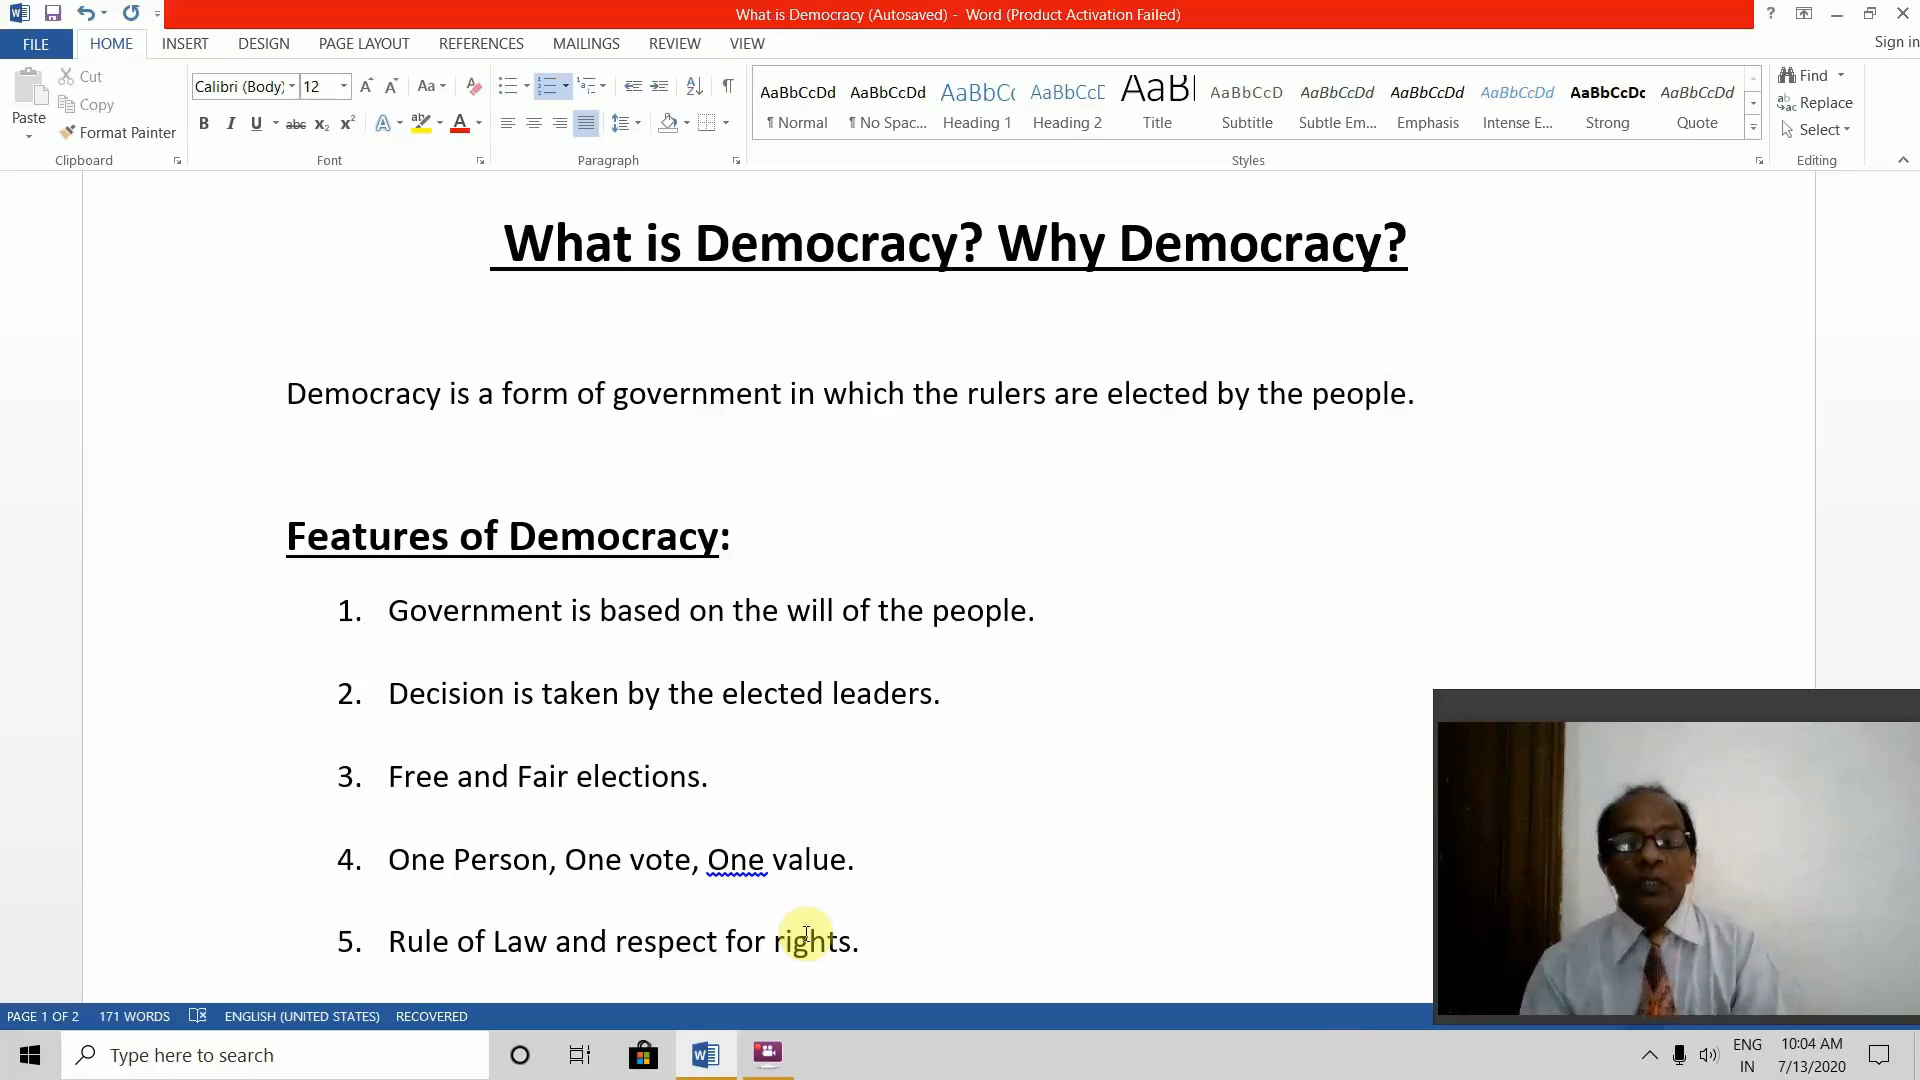 What is Democracy (Autosaved) - Word (Product Activation Failed)
FILE HOME INSERT DESIGN PAGE LAYOUT REFERENCES MAILINGS REVIEW VIEW Sign in
Paste
Cut
Copy
Format Painter
Clipboard
Calibri (Body) 12
Font
Paragraph
AaBbCcDd AaBbCcDd AaBbCc AaBbCcD AaBl AaBbCcD AaBbCcDd AaBbCcDd AaBbCcDd AaBbCcDc AaBbCcDd
¶ Normal ¶ No Spac... Heading 1 Heading 2 Title Subtitle Subtle Em... Emphasis Intense E... Strong Quote
Styles
Find
Replace
Select
Editing
What is Democracy? Why Democracy?
Democracy is a form of government in which the rulers are elected by the people.
Features of Democracy:
1. Government is based on the will of the people.
2. Decision is taken by the elected leaders.
3. Free and Fair elections.
4. One Person, One vote, One value.
5. Rule of Law and respect for rights.
PAGE 1 OF 2 171 WORDS ENGLISH (UNITED STATES) RECOVERED
Type here to search
ENG
IN
10:04 AM
7/13/2020